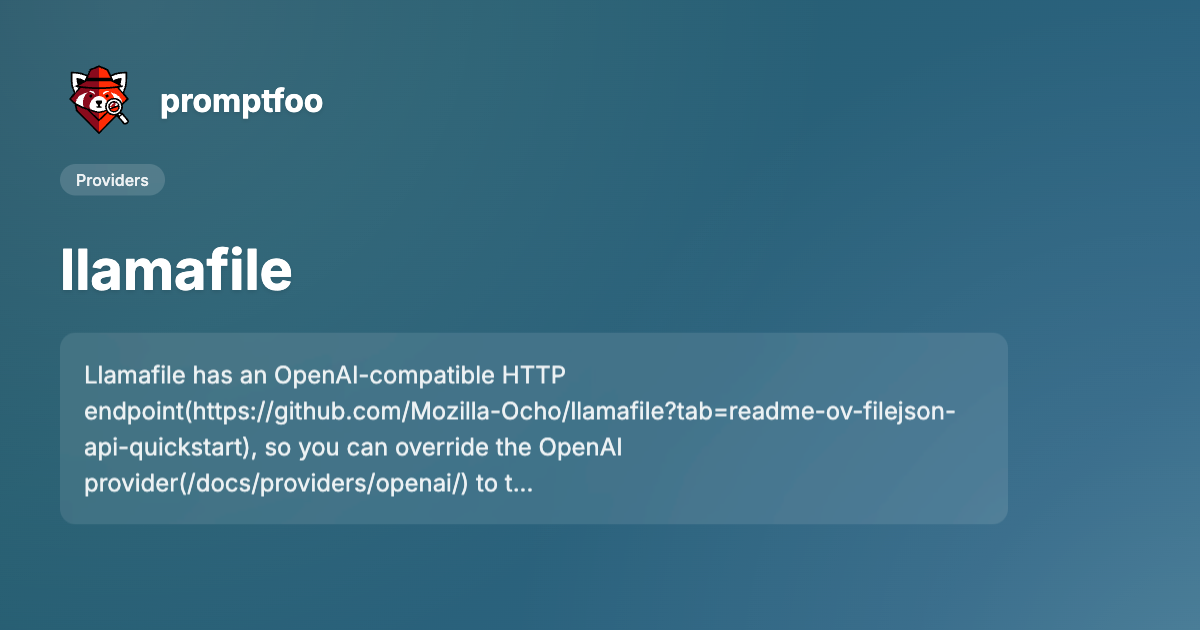 promptfoo
Providers
llamafile
Llamafile has an OpenAI-compatible HTTP
endpoint(https://github.com/Mozilla-Ocho/llamafile?tab=readme-ov-filejson-
api-quickstart), so you can override the OpenAI
provider(/docs/providers/openai/) to t...